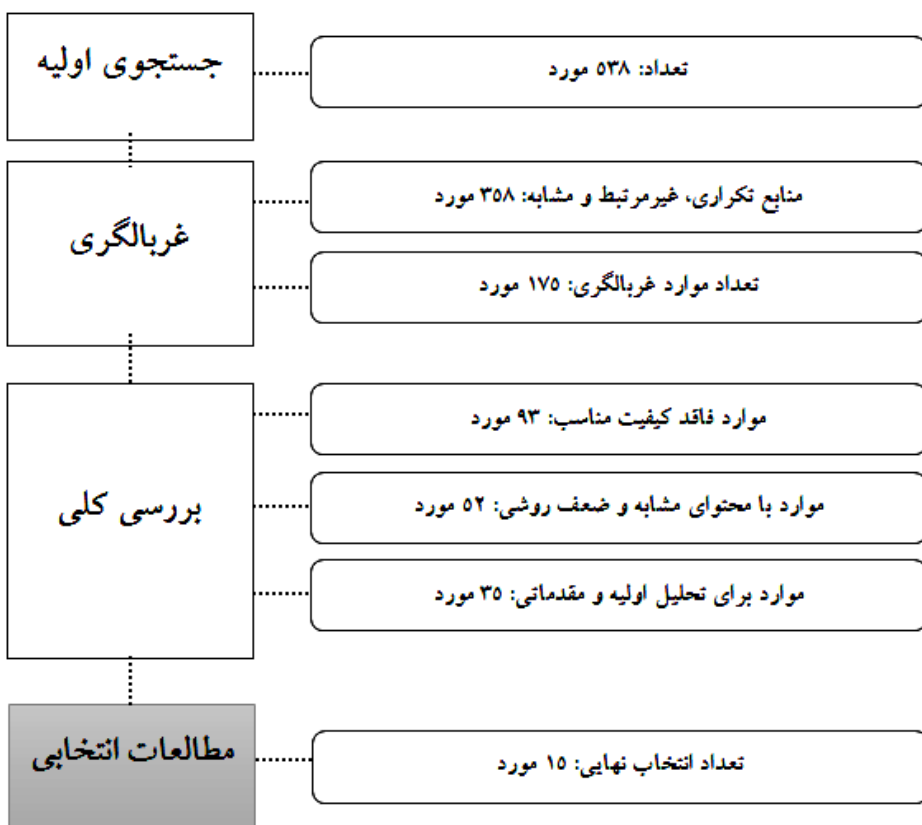 جستجوی اولیه
تعداد: ۵۳۸ مورد
غربالگری
منابع تکراری، غیرمرتبط و مشابه: ۳۵۸ مورد
تعداد موارد غربالگری: ۱۷۵ مورد
بررسی کلی
موارد فاقد کیفیت مناسب: ۹۳ مورد
موارد با محتوای مشابه و ضعف روشی: ۵۲ مورد
موارد برای تحلیل اولیه و مقدماتی: ۳۵ مورد
مطالعات انتخابی
تعداد انتخاب نهایی: ۱۵ مورد